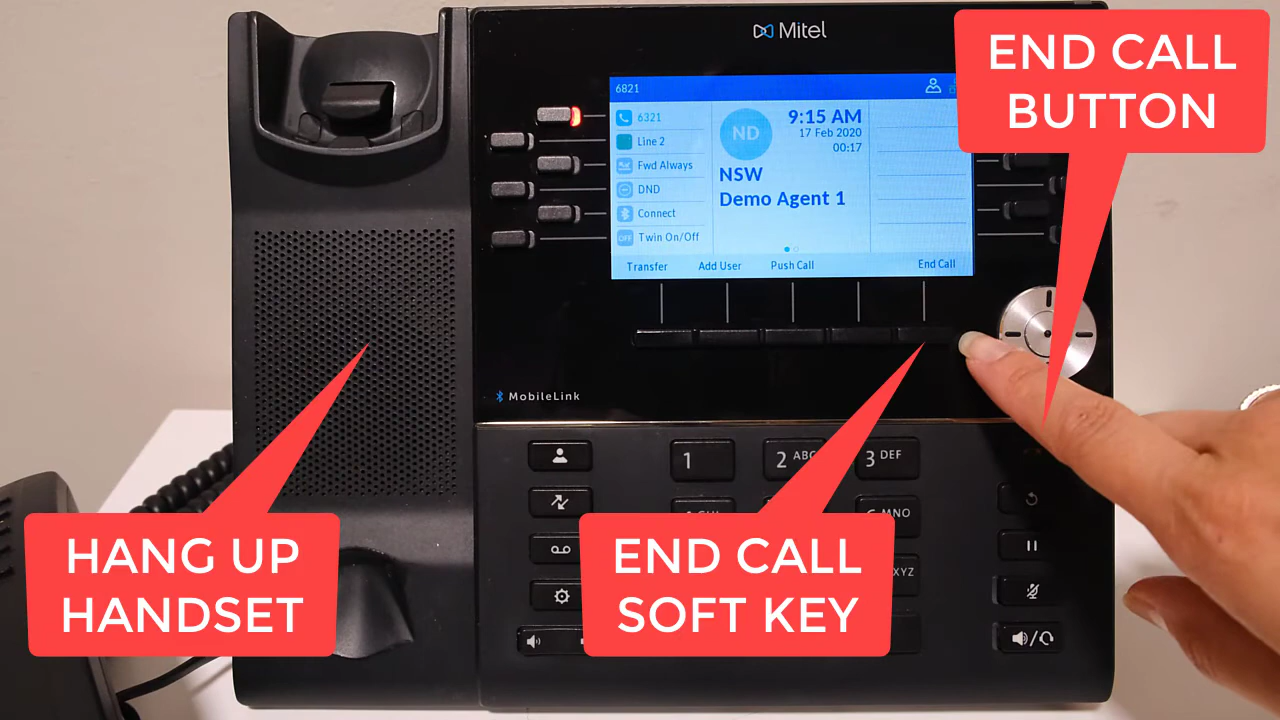 Mitel
END CALL
BUTTON
6821
6321
Line 2
Fwd Always
DND
Connect
OFF Twin On/Off
ND
9:15 AM
17 Feb 2020
00:17
NSW
Demo Agent 1
Transfer Add User Push Call End Call
MobileLink
1 2 ABC 3 DEF
MNO
XYZ
HANG UP
HANDSET
END CALL
SOFT KEY